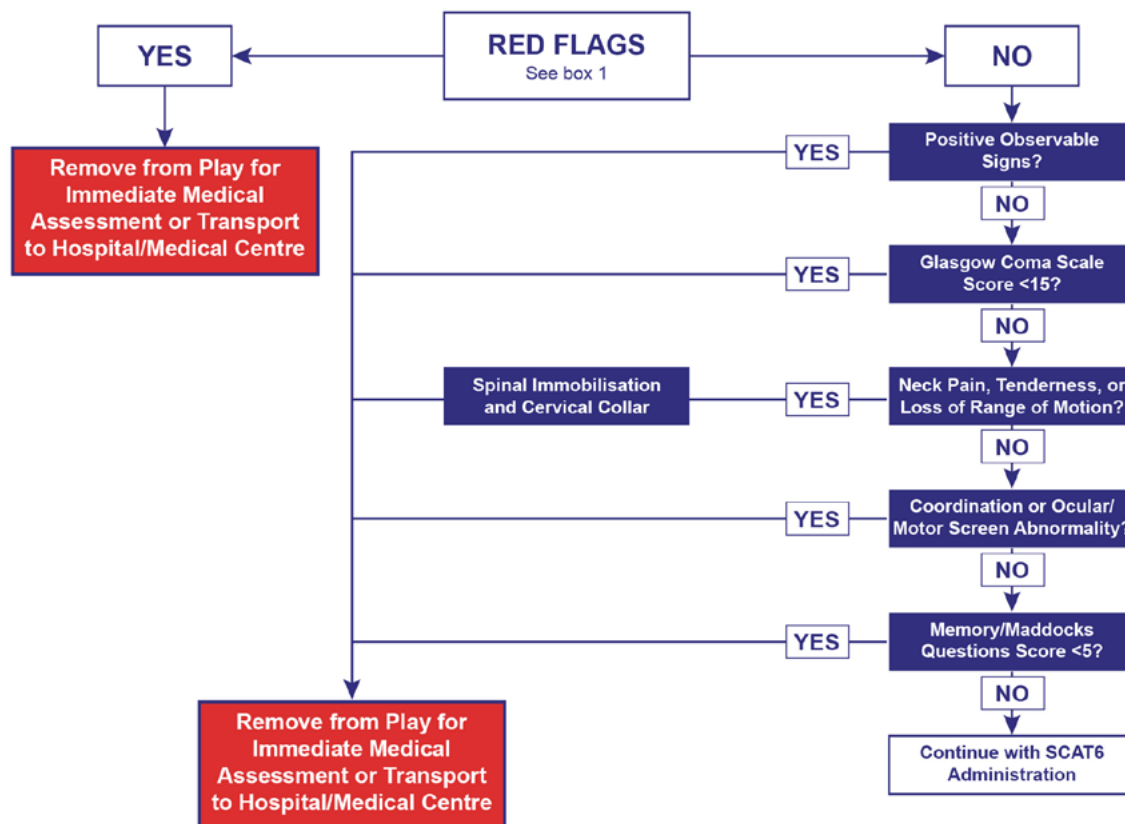 RED FLAGS
See box 1
YES
NO
Remove from Play for
Immediate Medical
Assessment or Transport
to Hospital/Medical Centre
Positive Observable
Signs?
YES
NO
Glasgow Coma Scale
Score <15?
YES
NO
Neck Pain, Tenderness, or
Loss of Range of Motion?
YES
Spinal Immobilisation
and Cervical Collar
NO
Coordination or Ocular/
Motor Screen Abnormality?
YES
NO
Memory/Maddocks
Questions Score <5?
YES
NO
Remove from Play for
Immediate Medical
Assessment or Transport
to Hospital/Medical Centre
Continue with SCAT6
Administration